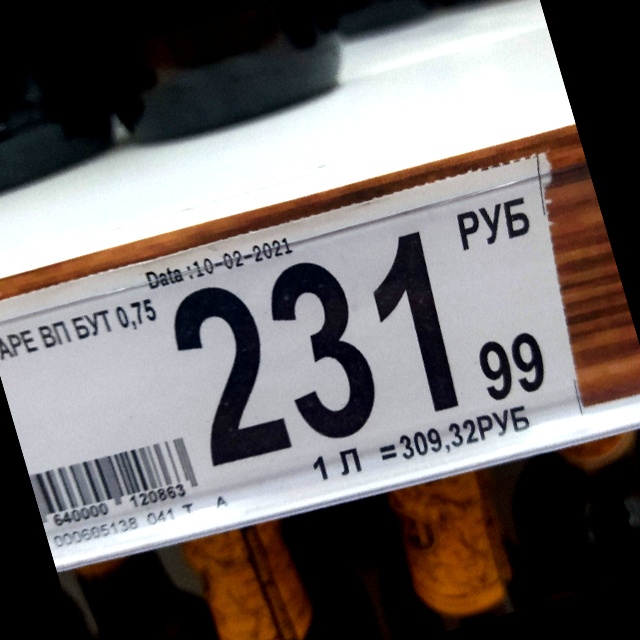 Data :10-02-2021
АРЕ ВП БУТ 0,75
231 99 РУБ
1 Л =309,32РУБ
640000 120863
000605138 041 Т А